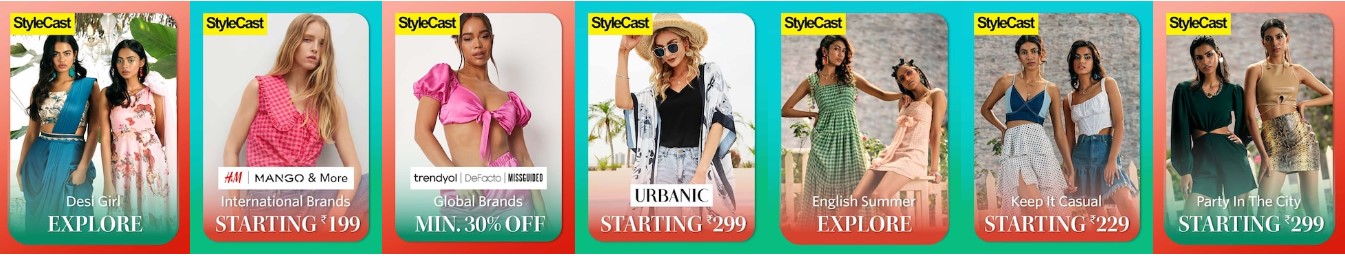 StyleCast
Desi Girl
EXPLORE
StyleCast
H&M | MANGO & More
International Brands
STARTING ₹199
StyleCast
trendyol | DeFacto | MISSGUIDED
Global Brands
MIN. 30% OFF
StyleCast
URBANIC
STARTING ₹299
StyleCast
English Summer
EXPLORE
StyleCast
Keep It Casual
STARTING ₹229
StyleCast
Party In The City
STARTING ₹299